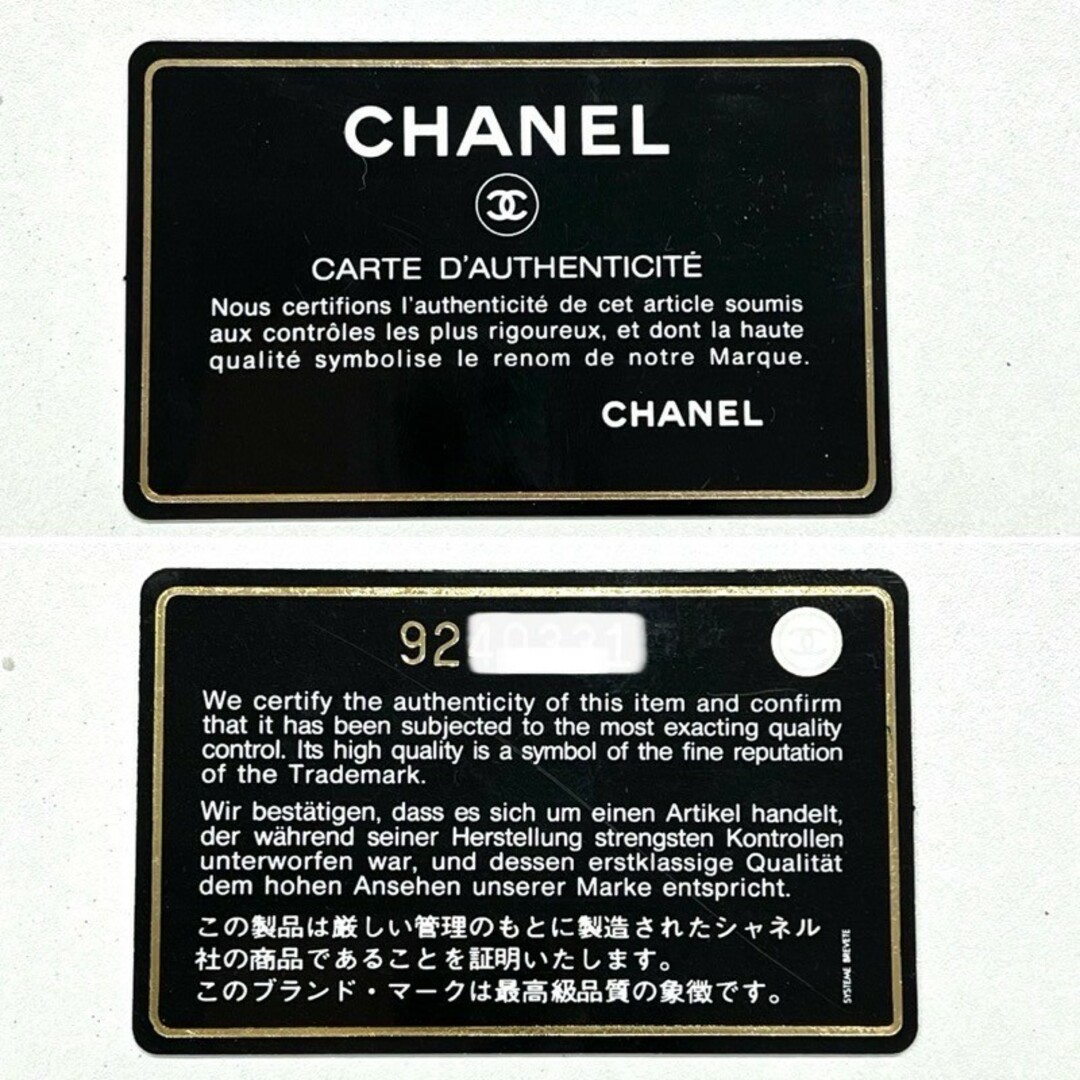 CHANEL
CARTE D'AUTHENTICITÉ
Nous certifions l'authenticité de cet article soumis
aux contrôles les plus rigoureux, et dont la haute
qualité symbolise le renom de notre Marque.
CHANEL
92
We certify the authenticity of this item and confirm
that it has been subjected to the most exacting quality
control. Its high quality is a symbol of the fine reputation
of the Trademark.
Wir bestätigen, dass es sich um einen Artikel handelt,
der während seiner Herstellung strengsten Kontrollen
unterworfen war, und dessen erstklassige Qualität
dem hohen Ansehen unserer Marke entspricht.
この製品は厳しい管理のもとに製造されたシャネル
社の商品であることを証明いたします。
このブランド・マークは最高級品質の象徴です。
SYSTEME BREVETE